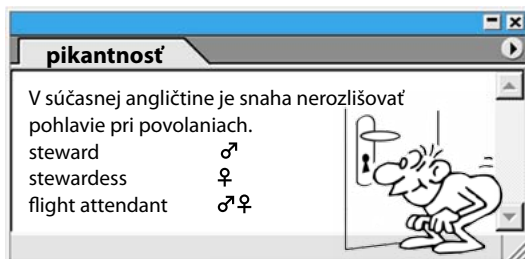 pikantnosť
V súčasnej angličtine je snaha nerozlišovať
pohlavie pri povolaniach.
steward ♂
stewardess ♀
flight attendant ♂♀